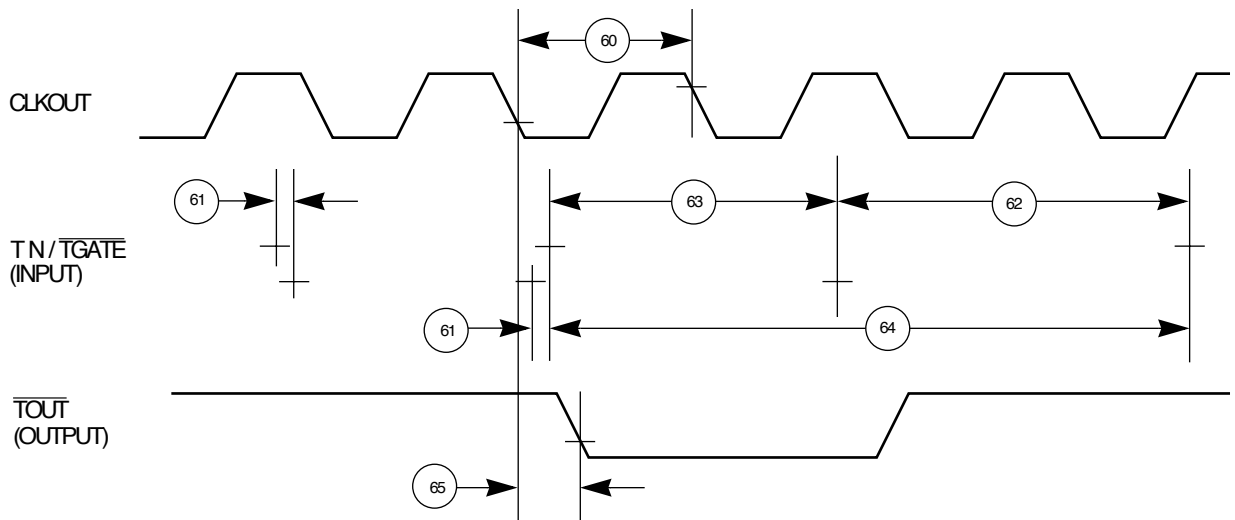 60
CLKOUT
61
63
62
T N / TGATE
(INPUT)
61
64
TOUT
(OUTPUT)
65